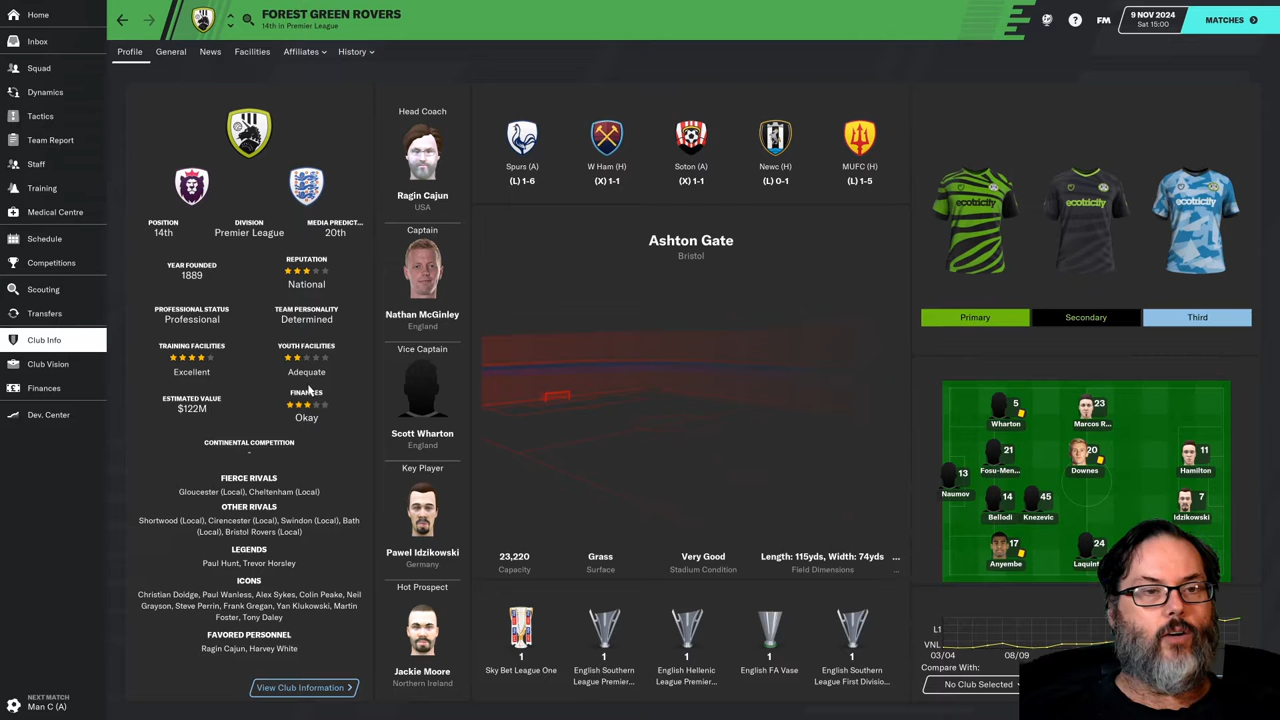 Home
Inbox
Squad
Dynamics
Tactics
Team Report
Staff
Training
Medical Centre
Schedule
Competitions
Scouting
Transfers
Club Info
Club Vision
Finances
Dev. Center
NEXT MATCH
Man C (A)
FOREST GREEN ROVERS
14th in Premier League
FM
9 NOV 2024
Sat 15:00
MATCHES
Profile
General
News
Facilities
Affiliates
History
POSITION
14th
DIVISION
Premier League
MEDIA PREDICT...
20th
YEAR FOUNDED
1889
REPUTATION
National
PROFESSIONAL STATUS
Professional
TEAM PERSONALITY
Determined
TRAINING FACILITIES
Excellent
YOUTH FACILITIES
Adequate
ESTIMATED VALUE
$122M
FINANCES
Okay
CONTINENTAL COMPETITION
-
FIERCE RIVALS
Gloucester (Local), Cheltenham (Local)
OTHER RIVALS
Shortwood (Local), Cirencester (Local), Swindon (Local), Bath
(Local), Bristol Rovers (Local)
LEGENDS
Paul Hunt, Trevor Horsley
ICONS
Christian Doidge, Paul Wanless, Alex Sykes, Colin Peake, Neil
Grayson, Steve Perrin, Frank Gregan, Yan Klukowski, Martin
Foster, Tony Daley
FAVORED PERSONNEL
Ragin Cajun, Harvey White
View Club Information
Head Coach
Ragin Cajun
USA
Captain
Nathan McGinley
England
Vice Captain
Scott Wharton
England
Key Player
Pawel Idzikowski
Germany
Hot Prospect
Jackie Moore
Northern Ireland
Spurs (A)
(L) 1-6
W Ham (H)
(X) 1-1
Soton (A)
(X) 1-1
Newc (H)
(L) 0-1
MUFC (H)
(L) 1-5
Ashton Gate
Bristol
23,220
Capacity
Grass
Surface
Very Good
Stadium Condition
Length: 115yds, Width: 74yds
Field Dimensions
...
...
1
Sky Bet League One
1
English Southern
League Premier...
1
English Hellenic
League Premier...
1
English FA Vase
1
English Southern
League First Divisio...
ecotricity
ecotricity
ecotricity
Primary
Secondary
Third
5
Wharton
23
Marcos R...
21
Fosu-Men...
20
Downes
11
Hamilton
13
Naumov
14
Bellodi
45
Knezevic
7
Idzikowski
17
Anyembe
24
Laquint
L1
VNL
03/04
08/09
Compare With:
No Club Selected